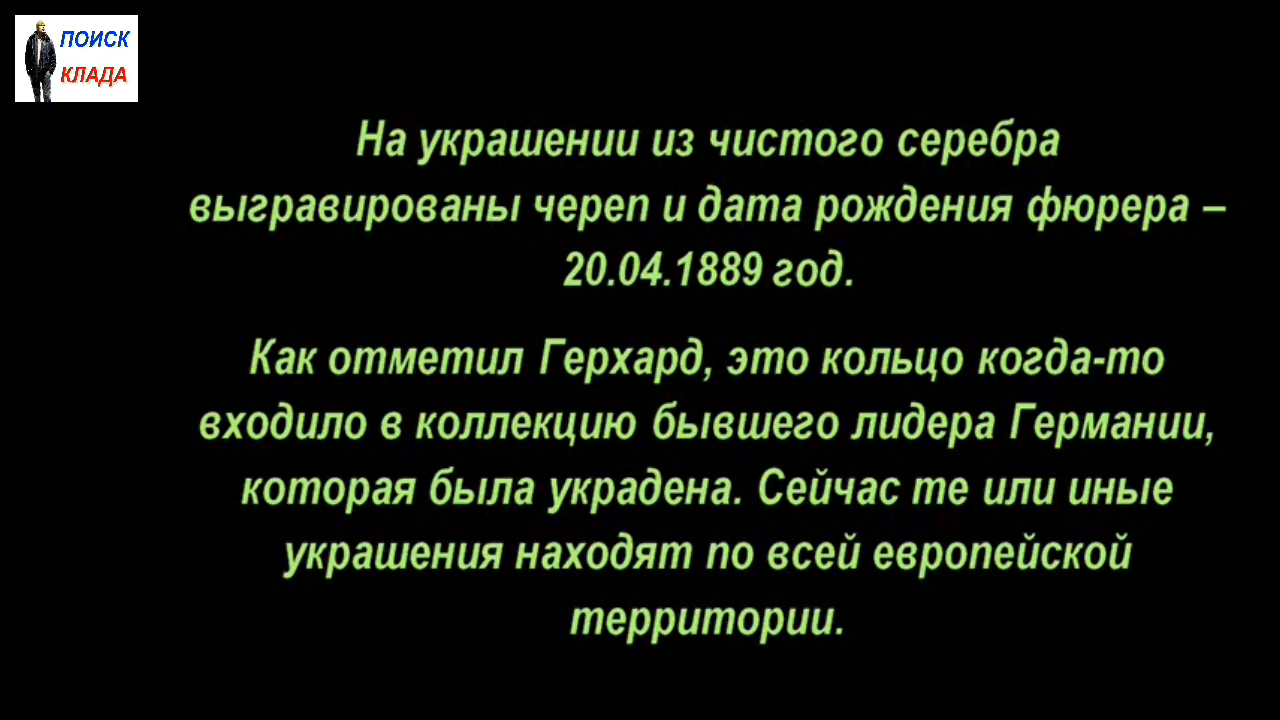 ПОИСК
КЛАДА
На украшении из чистого серебра
выгравированы череп и дата рождения фюрера –
20.04.1889 год.
Как отметил Герхард, это кольцо когда-то
входило в коллекцию бывшего лидера Германии,
которая была украдена. Сейчас те или иные
украшения находят по всей европейской
территории.